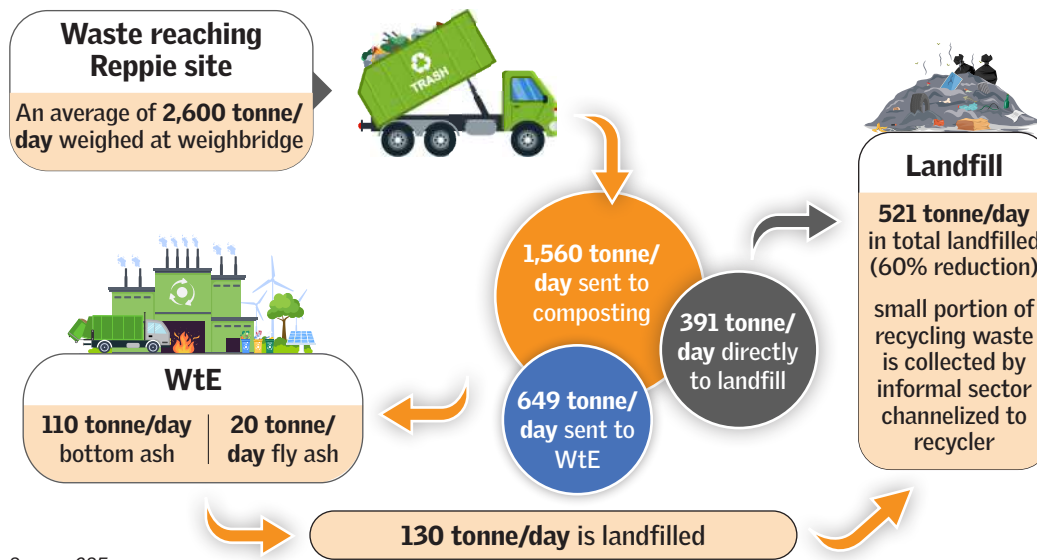 Waste reaching
Reppie site
An average of 2,600 tonne/
day weighed at weighbridge
TRASH
1,560 tonne/
day sent to
composting
391 tonne/
day directly
to landfill
649 tonne/
day sent to
WtE
Landfill
521 tonne/day
in total landfilled
(60% reduction)
small portion of
recycling waste
is collected by
informal sector
channelized to
recycler
WtE
110 tonne/day
bottom ash
20 tonne/
day fly ash
130 tonne/day is landfilled